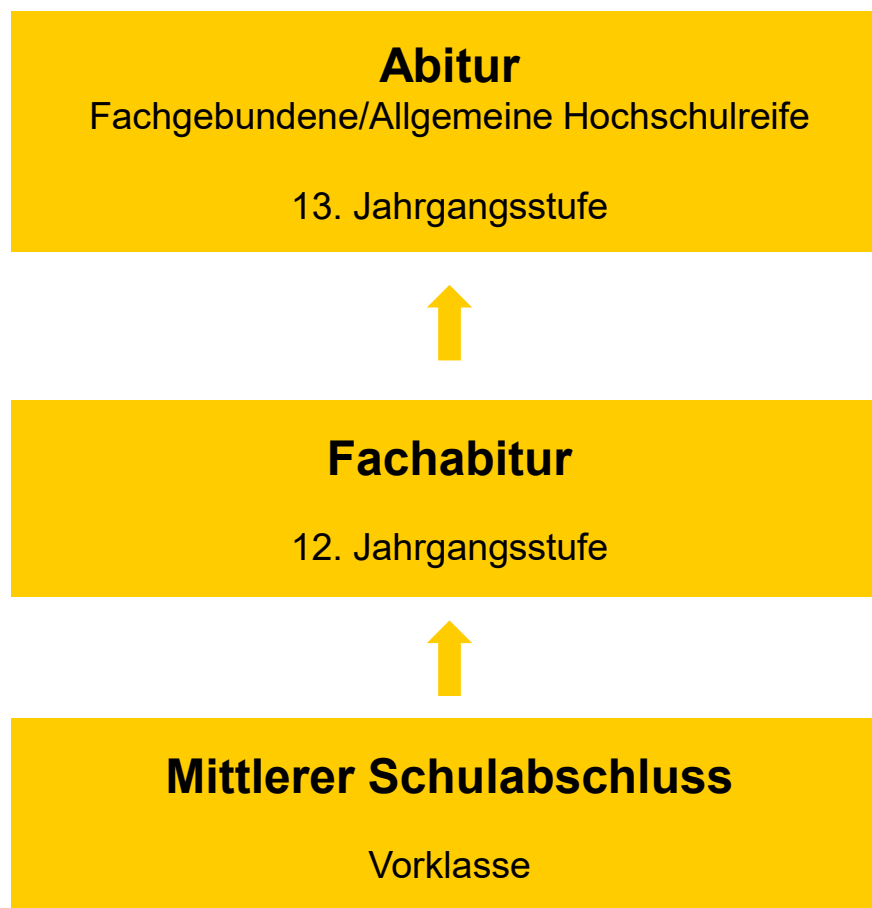 Abitur
Fachgebundene/Allgemeine Hochschulreife
13. Jahrgangsstufe
Fachabitur
12. Jahrgangsstufe
Mittlerer Schulabschluss
Vorklasse